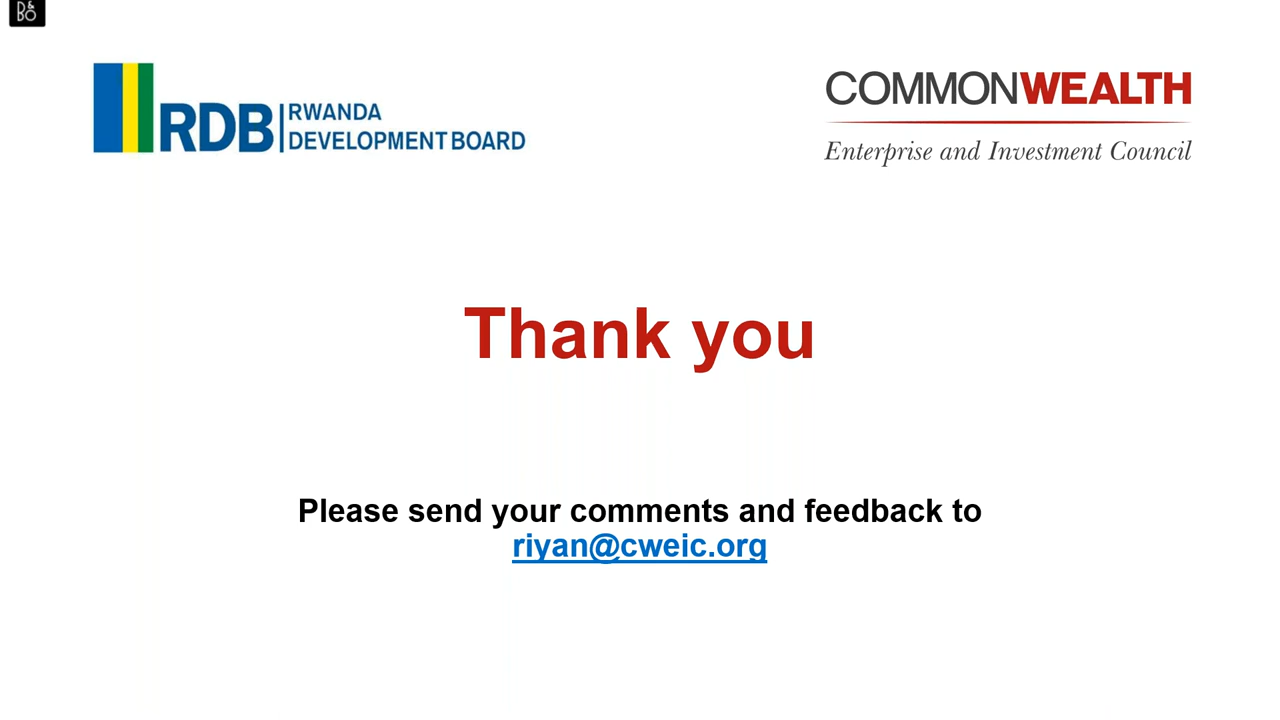 B&O
RDB
RWANDA
DEVELOPMENT BOARD
COMMONWEALTH
Enterprise and Investment Council
Thank you
Please send your comments and feedback to
riyan@cweic.org